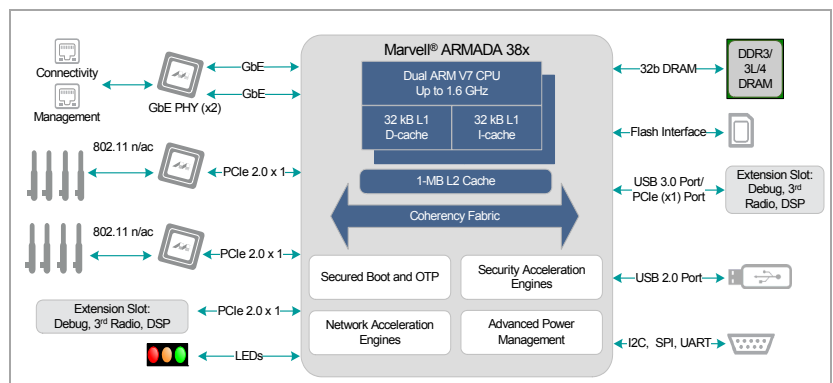 Marvell® ARMADA 38x
Dual ARM V7 CPU
Up to 1.6 GHz
32 kB L1
D-cache
32 kB L1
I-cache
1-MB L2 Cache
Coherency Fabric
Secured Boot and OTP
Security Acceleration
Engines
Network Acceleration
Engines
Advanced Power
Management
Connectivity
Management
GbE PHY (x2)
GbE
GbE
802.11 n/ac
PCIe 2.0 x 1
802.11 n/ac
PCIe 2.0 x 1
Extension Slot:
Debug, 3rd Radio, DSP
PCIe 2.0 x 1
LEDs
32b DRAM
DDR3/
3L/4
DRAM
Flash Interface
USB 3.0 Port/
PCIe (x1) Port
Extension Slot:
Debug, 3rd
Radio, DSP
USB 2.0 Port
I2C, SPI, UART